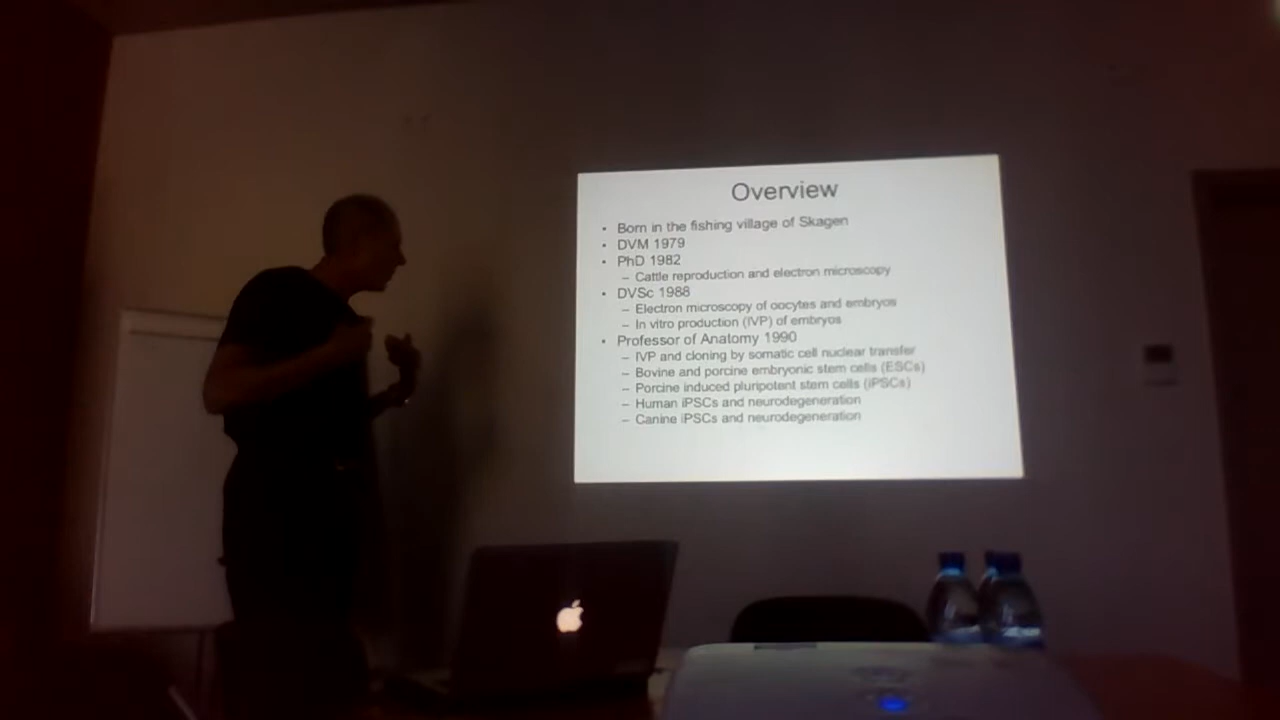 Overview
• Born in the fishing village of Skagen
• DVM 1979
• PhD 1982
– Cattle reproduction and electron microscopy
• DVSc 1988
– Electron microscopy of oocytes and embryos
– In vitro production (IVP) of embryos
• Professor of Anatomy 1990
– IVP and cloning by somatic cell nuclear transfer
– Bovine and porcine embryonic stem cells (ESCs)
– Porcine induced pluripotent stem cells (iPSCs)
– Human iPSCs and neurodegeneration
– Canine iPSCs and neurodegeneration